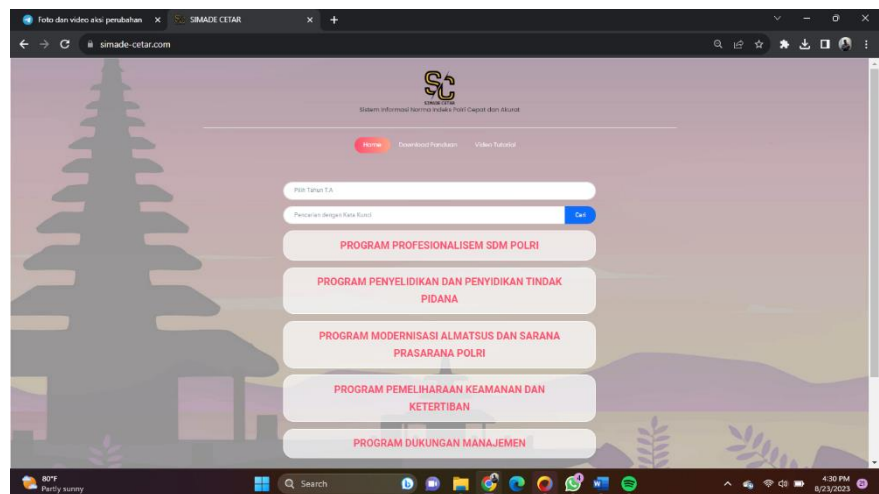 Foto dan video aksi perubahan
SIMADE CETAR
simade-cetar.com
SC
SIMADE CETAR
Sistem Informasi Norma Indeks Polri Cepat dan Akurat
Home Download Panduan Video Tutorial
Pilih Tahun T.A
Pencarian dengan Kata Kunci
Cari
PROGRAM PROFESIONALISEM SDM POLRI
PROGRAM PENYELIDIKAN DAN PENYIDIKAN TINDAK
PIDANA
PROGRAM MODERNISASI ALMATSUS DAN SARANA
PRASARANA POLRI
PROGRAM PEMELIHARAAN KEAMANAN DAN
KETERTIBAN
PROGRAM DUKUNGAN MANAJEMEN
80°F
Partly sunny
Search
4:30 PM
8/23/2023